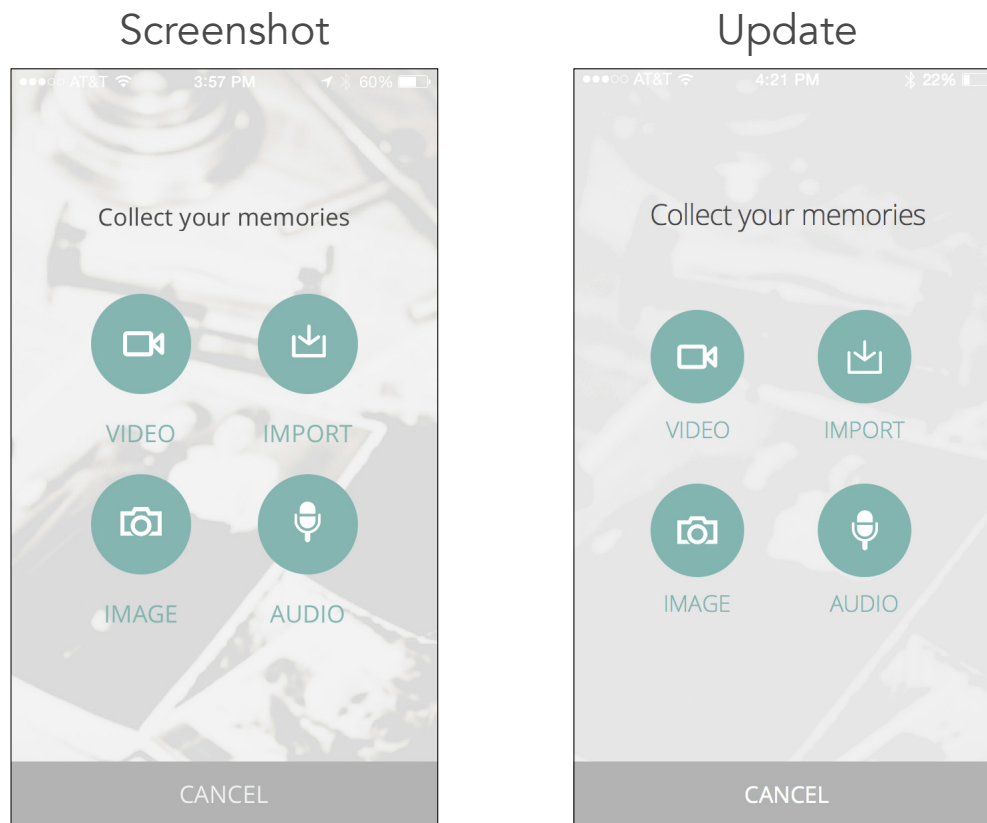 Screenshot
AT&T 3:57 PM 60%
Collect your memories
VIDEO IMPORT
IMAGE AUDIO
CANCEL
Update
AT&T 4:21 PM 22%
Collect your memories
VIDEO IMPORT
IMAGE AUDIO
CANCEL